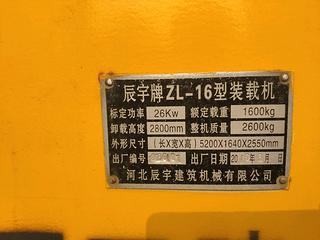 辰宇牌ZL-16型装载机
标定功率 26Kw 额定载重 1600kg
卸载高度 2800mm 整机质量 2600kg
外形尺寸 (长X宽X高) 5200X1640X2550mm
出厂编号 出厂日期 20 年 月 日
河北辰宇建筑机械有限公司